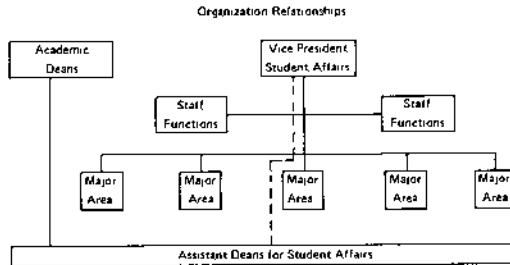 Organization Relationships
Academic
Deans
Vice President
Student Affairs
Staff
Functions
Staff
Functions
Major
Area
Major
Area
Major
Area
Major
Area
Major
Area
Assistant Deans for Student Affairs